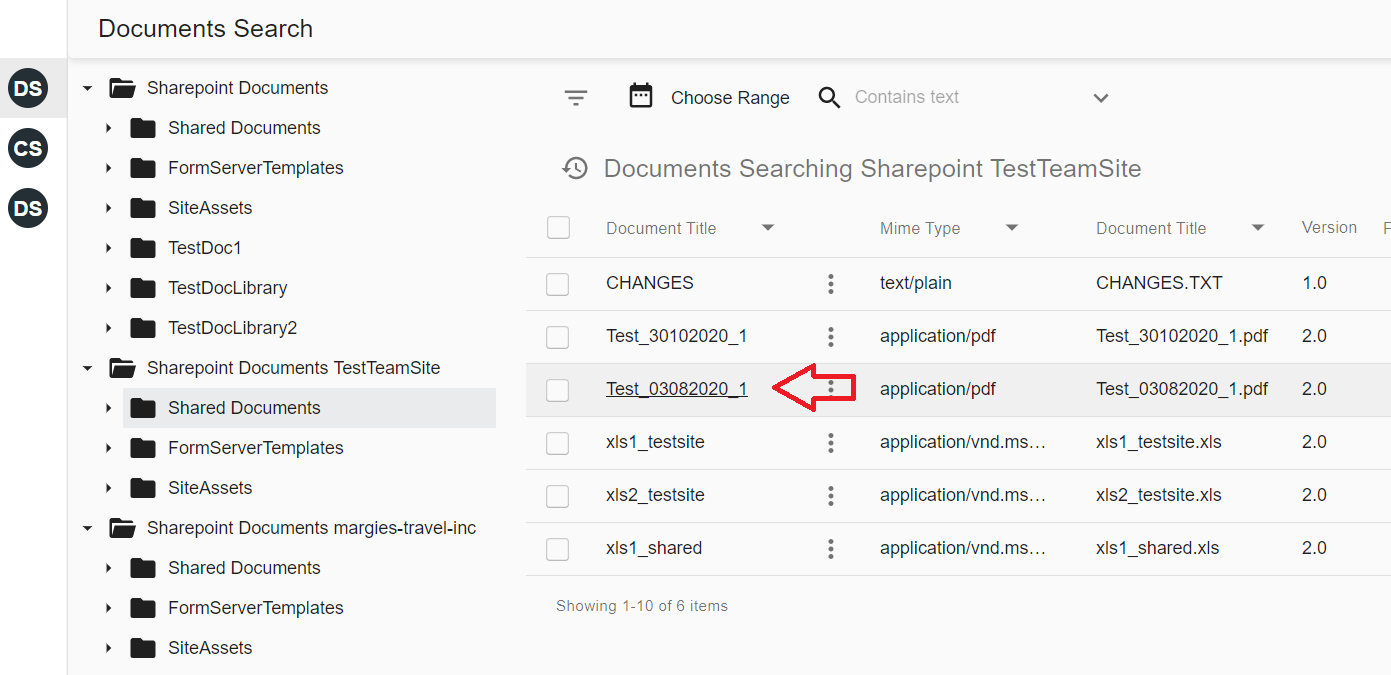 Documents Search
DS
CS
DS
Sharepoint Documents
Shared Documents
FormServerTemplates
SiteAssets
TestDoc1
TestDocLibrary
TestDocLibrary2
Sharepoint Documents TestTeamSite
Shared Documents
FormServerTemplates
SiteAssets
Sharepoint Documents margies-travel-inc
Shared Documents
FormServerTemplates
SiteAssets
Choose Range Contains text
Documents Searching Sharepoint TestTeamSite
Document Title Mime Type Document Title Version
CHANGES text/plain CHANGES.TXT 1.0
Test_30102020_1 application/pdf Test_30102020_1.pdf 2.0
Test_03082020_1 application/pdf Test_03082020_1.pdf 2.0
xls1_testsite application/vnd.ms… xls1_testsite.xls 2.0
xls2_testsite application/vnd.ms… xls2_testsite.xls 2.0
xls1_shared application/vnd.ms… xls1_shared.xls 2.0
Showing 1-10 of 6 items